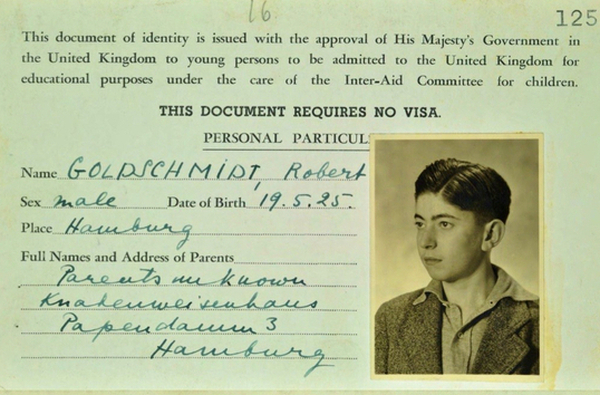 16
125
This document of identity is issued with the approval of His Majesty's Government in
the United Kingdom to young persons to be admitted to the United Kingdom for
educational purposes under the care of the Inter-Aid Committee for children.
THIS DOCUMENT REQUIRES NO VISA.
PERSONAL PARTICUL
Name GOLDSCHMIDT, Robert
Sex male Date of Birth 19.5.25.
Place Hamburg
Full Names and Address of Parents
Parents unknown
Knabenweisenhaus
Papendamm 3
Hamburg